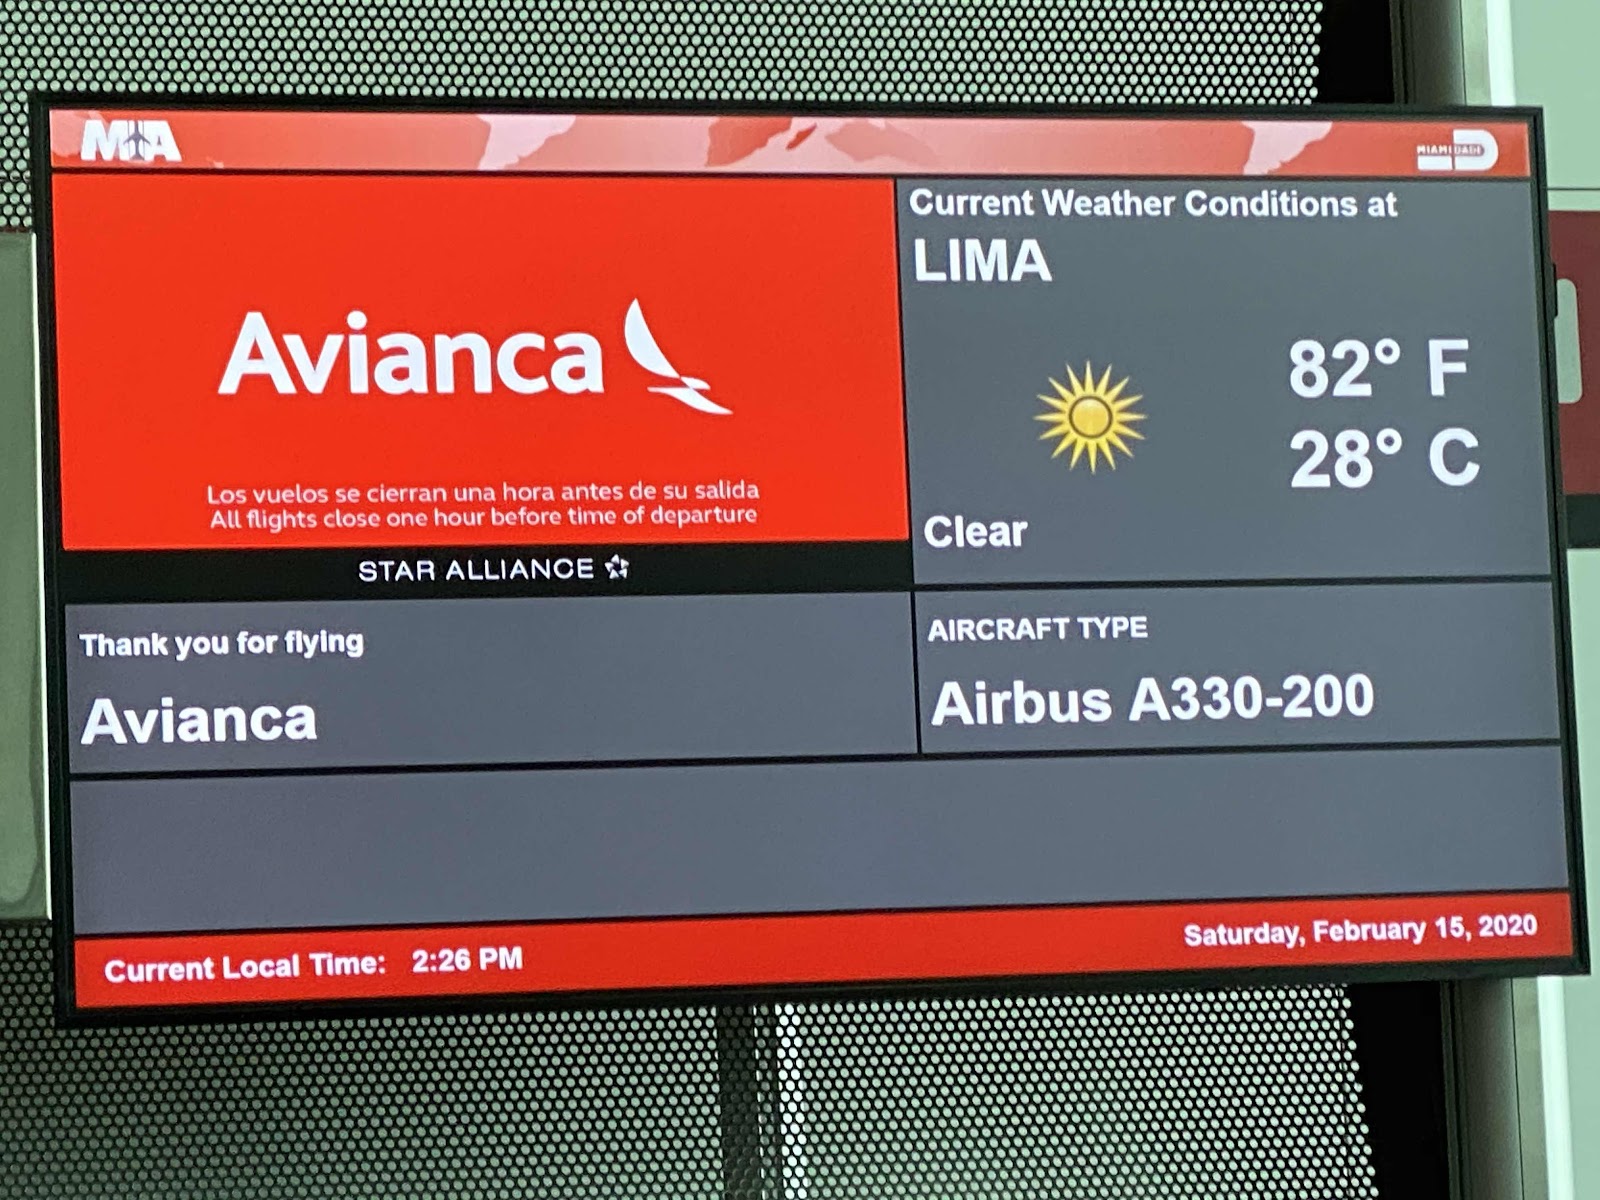 MIA
MIAMI-DADE
Avianca
Los vuelos se cierran una hora antes de su salida
All flights close one hour before time of departure
STAR ALLIANCE
Current Weather Conditions at
LIMA
82° F
28° C
Clear
Thank you for flying
Avianca
AIRCRAFT TYPE
Airbus A330-200
Current Local Time: 2:26 PM
Saturday, February 15, 2020